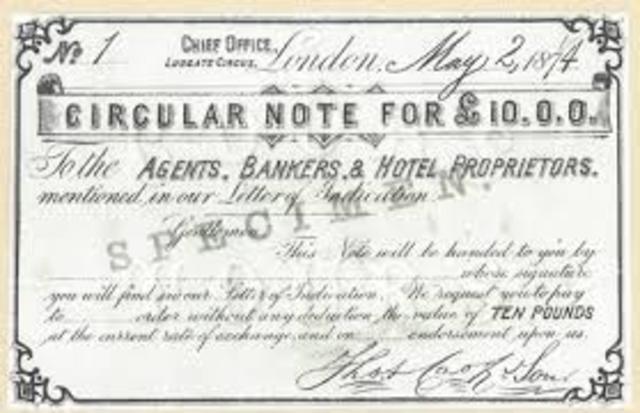 No 1 CHIEF OFFICE, London, May 2, 1874
LUDGATE CIRCUS,
CIRCULAR NOTE FOR £10.0.0.
To the AGENTS, BANKERS, & HOTEL PROPRIETORS.
mentioned in our Letter of Indication
SPECIMEN.
Gentlemen
This Note will be handed to you by
whose signature
you will find in our Letter of Indication. We request you to pay
to order without any deduction the value of TEN POUNDS
at the current rate of exchange, and on endorsement upon us.
Thos Cook & Son